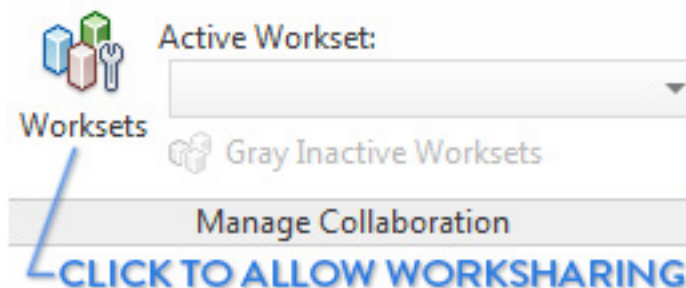 Active Workset:
Worksets
Gray Inactive Worksets
Manage Collaboration
CLICK TO ALLOW WORKSHARING